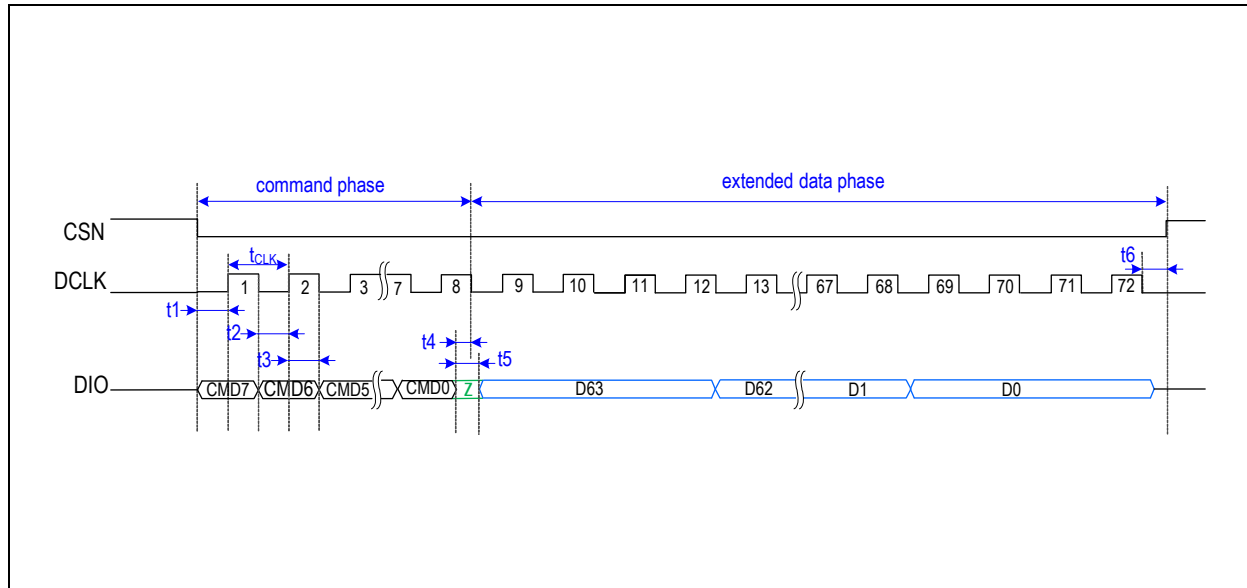 command phase
extended data phase
CSN
tCLK
t6
DCLK 1 2 3 7 8 9 10 11 12 13 67 68 69 70 71 72
t1
t2
t4
t3
t5
DIO CMD7 CMD6 CMD5 CMD0 Z D63 D62 D1 D0